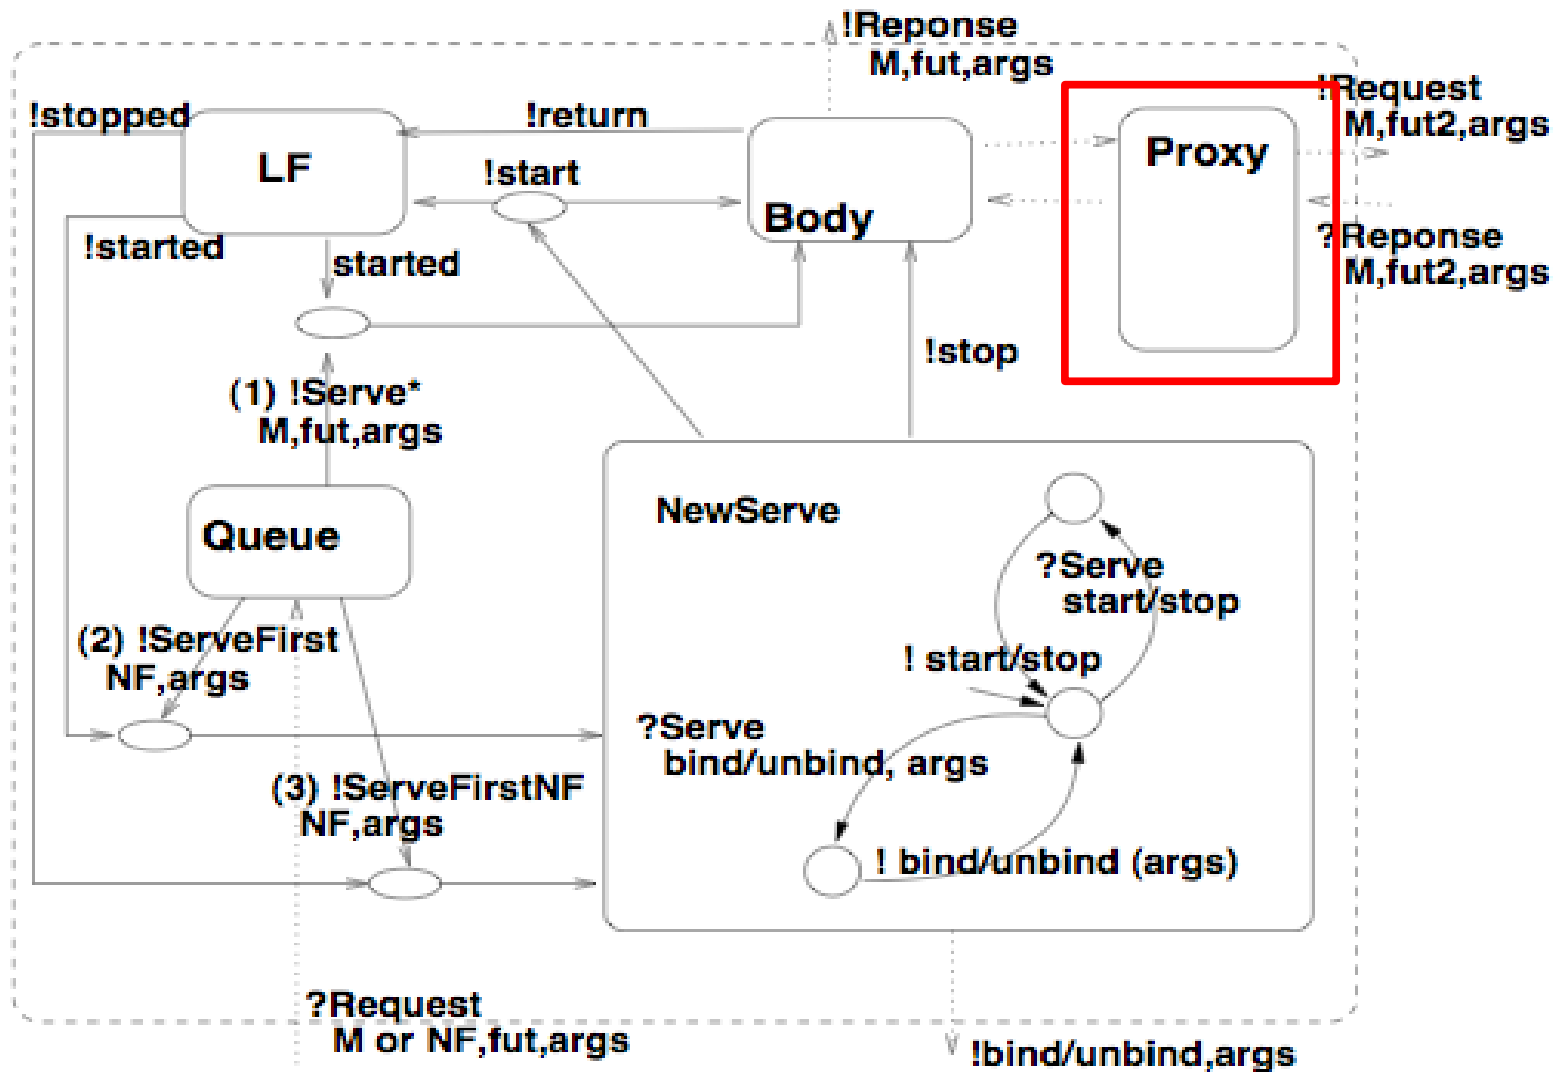 !Reponse
M,fut,args
!Request
M,fut2,args
!stopped
!return
LF
Proxy
!start
Body
?Reponse
M,fut2,args
!started
started
!stop
(1) !Serve*
M,fut,args
NewServe
Queue
?Serve
start/stop
(2) !ServeFirst
NF,args
! start/stop
?Serve
bind/unbind, args
(3) !ServeFirstNF
NF,args
! bind/unbind (args)
?Request
M or NF,fut,args
!bind/unbind,args